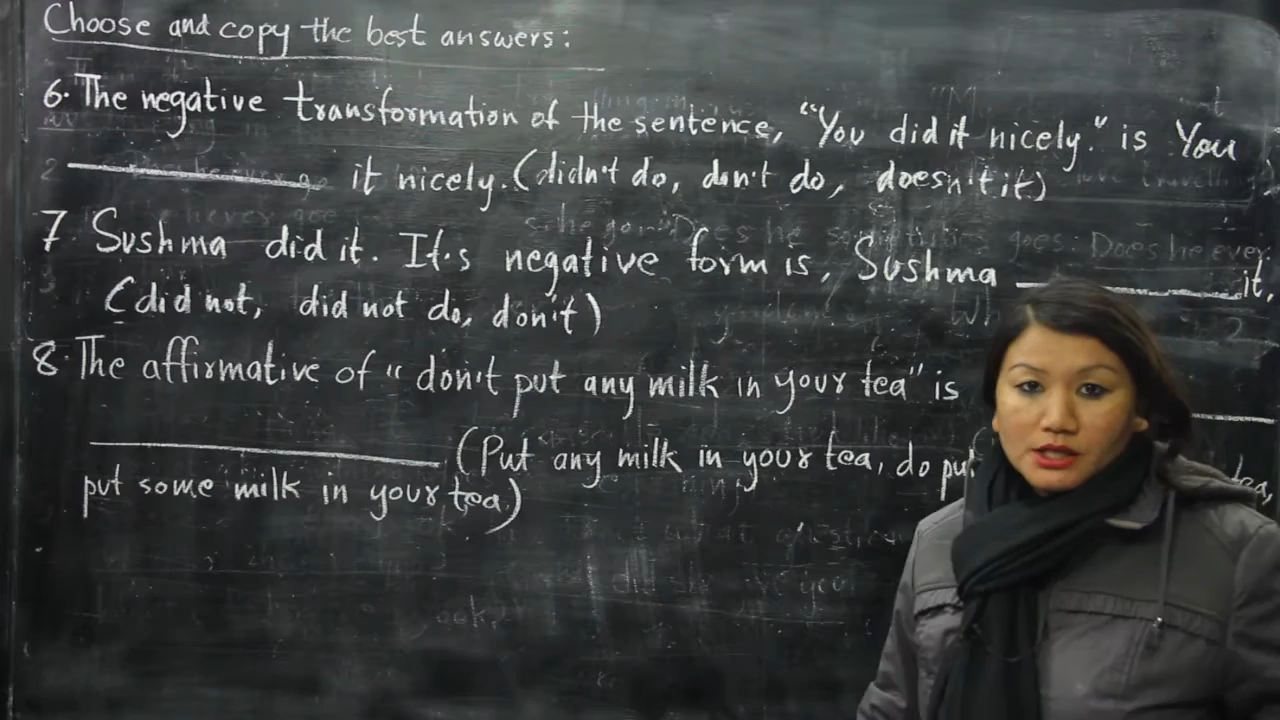 Choose and copy the best answers:
6. The negative transformation of the sentence, "You did it nicely." is You
it nicely. (didn't do, don't do, doesn't it)
7. Sushma did it. It's negative form is, Sushma it.
(did not, did not do, don't)
8. The affirmative of "don't put any milk in your tea" is
(Put any milk in your tea, do put tea,
put some milk in your tea)